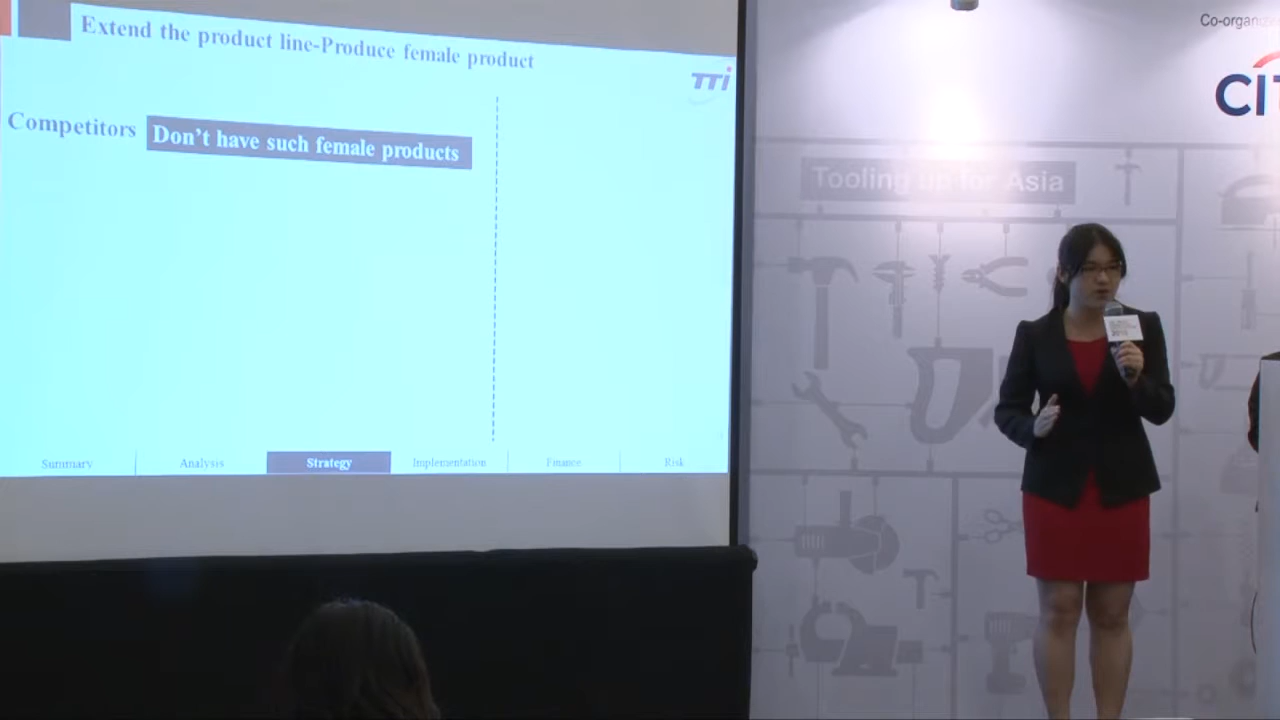 Extend the product line-Produce female product
TTi
Competitors
Don't have such female products
Summary
Analysis
Strategy
Implementation
Finance
Risk
Co-organiz
CIT
Tooling up for Asia